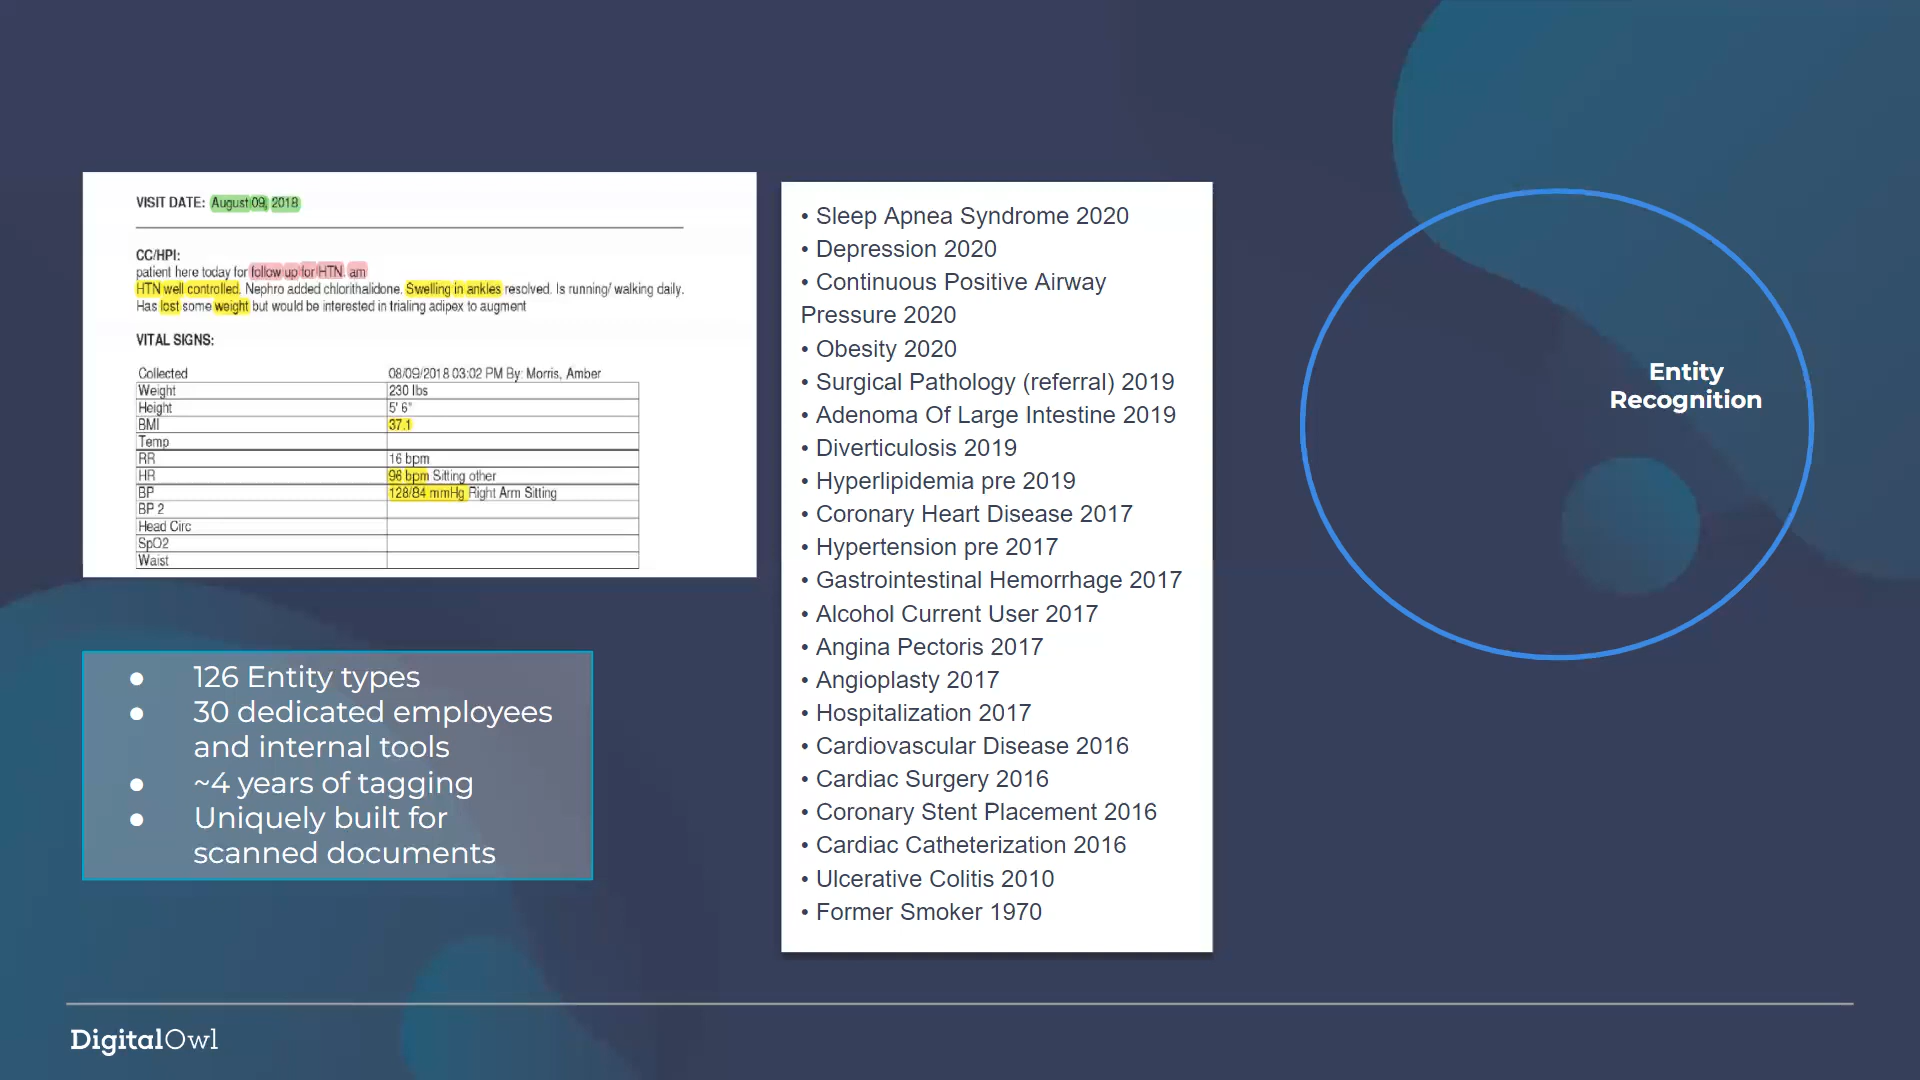 VISIT DATE: August 09, 2018
CC/HPI:
patient here today for follow up for HTN. am
HTN well controlled. Nephro added chlorithalidone. Swelling in ankles resolved. Is running/ walking daily.
Has lost some weight but would be interested in trialing adipex to augment
VITAL SIGNS:
Collected 08/09/2018 03:02 PM By: Morris, Amber
Weight 230 lbs
Height 5' 6"
BMI 37.1
Temp
RR 16 bpm
HR 96 bpm Sitting other
BP 128/84 mmHg Right Arm Sitting
BP 2
Head Circ
SpO2
Waist
● 126 Entity types
● 30 dedicated employees
and internal tools
● ~4 years of tagging
● Uniquely built for
scanned documents
• Sleep Apnea Syndrome 2020
• Depression 2020
• Continuous Positive Airway
Pressure 2020
• Obesity 2020
• Surgical Pathology (referral) 2019
• Adenoma Of Large Intestine 2019
• Diverticulosis 2019
• Hyperlipidemia pre 2019
• Coronary Heart Disease 2017
• Hypertension pre 2017
• Gastrointestinal Hemorrhage 2017
• Alcohol Current User 2017
• Angina Pectoris 2017
• Angioplasty 2017
• Hospitalization 2017
• Cardiovascular Disease 2016
• Cardiac Surgery 2016
• Coronary Stent Placement 2016
• Cardiac Catheterization 2016
• Ulcerative Colitis 2010
• Former Smoker 1970
Entity
Recognition
DigitalOwl